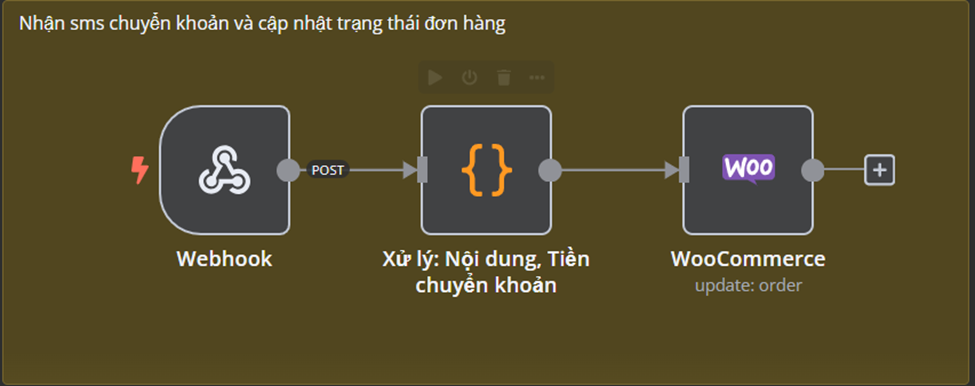 Nhận sms chuyển khoản và cập nhật trạng thái đơn hàng
POST
WOO
Webhook
Xử lý: Nội dung, Tiền
chuyển khoản
WooCommerce
update: order